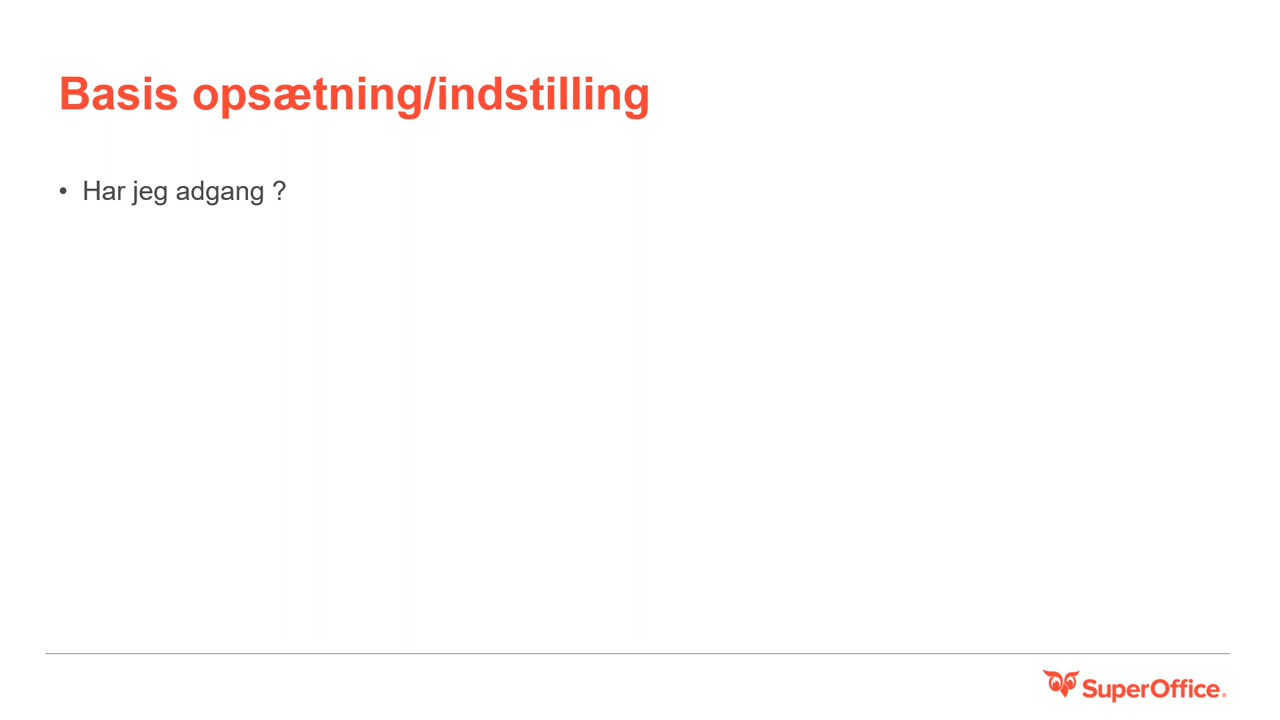 Basis opsætning/indstilling
• Har jeg adgang ?
SuperOffice®